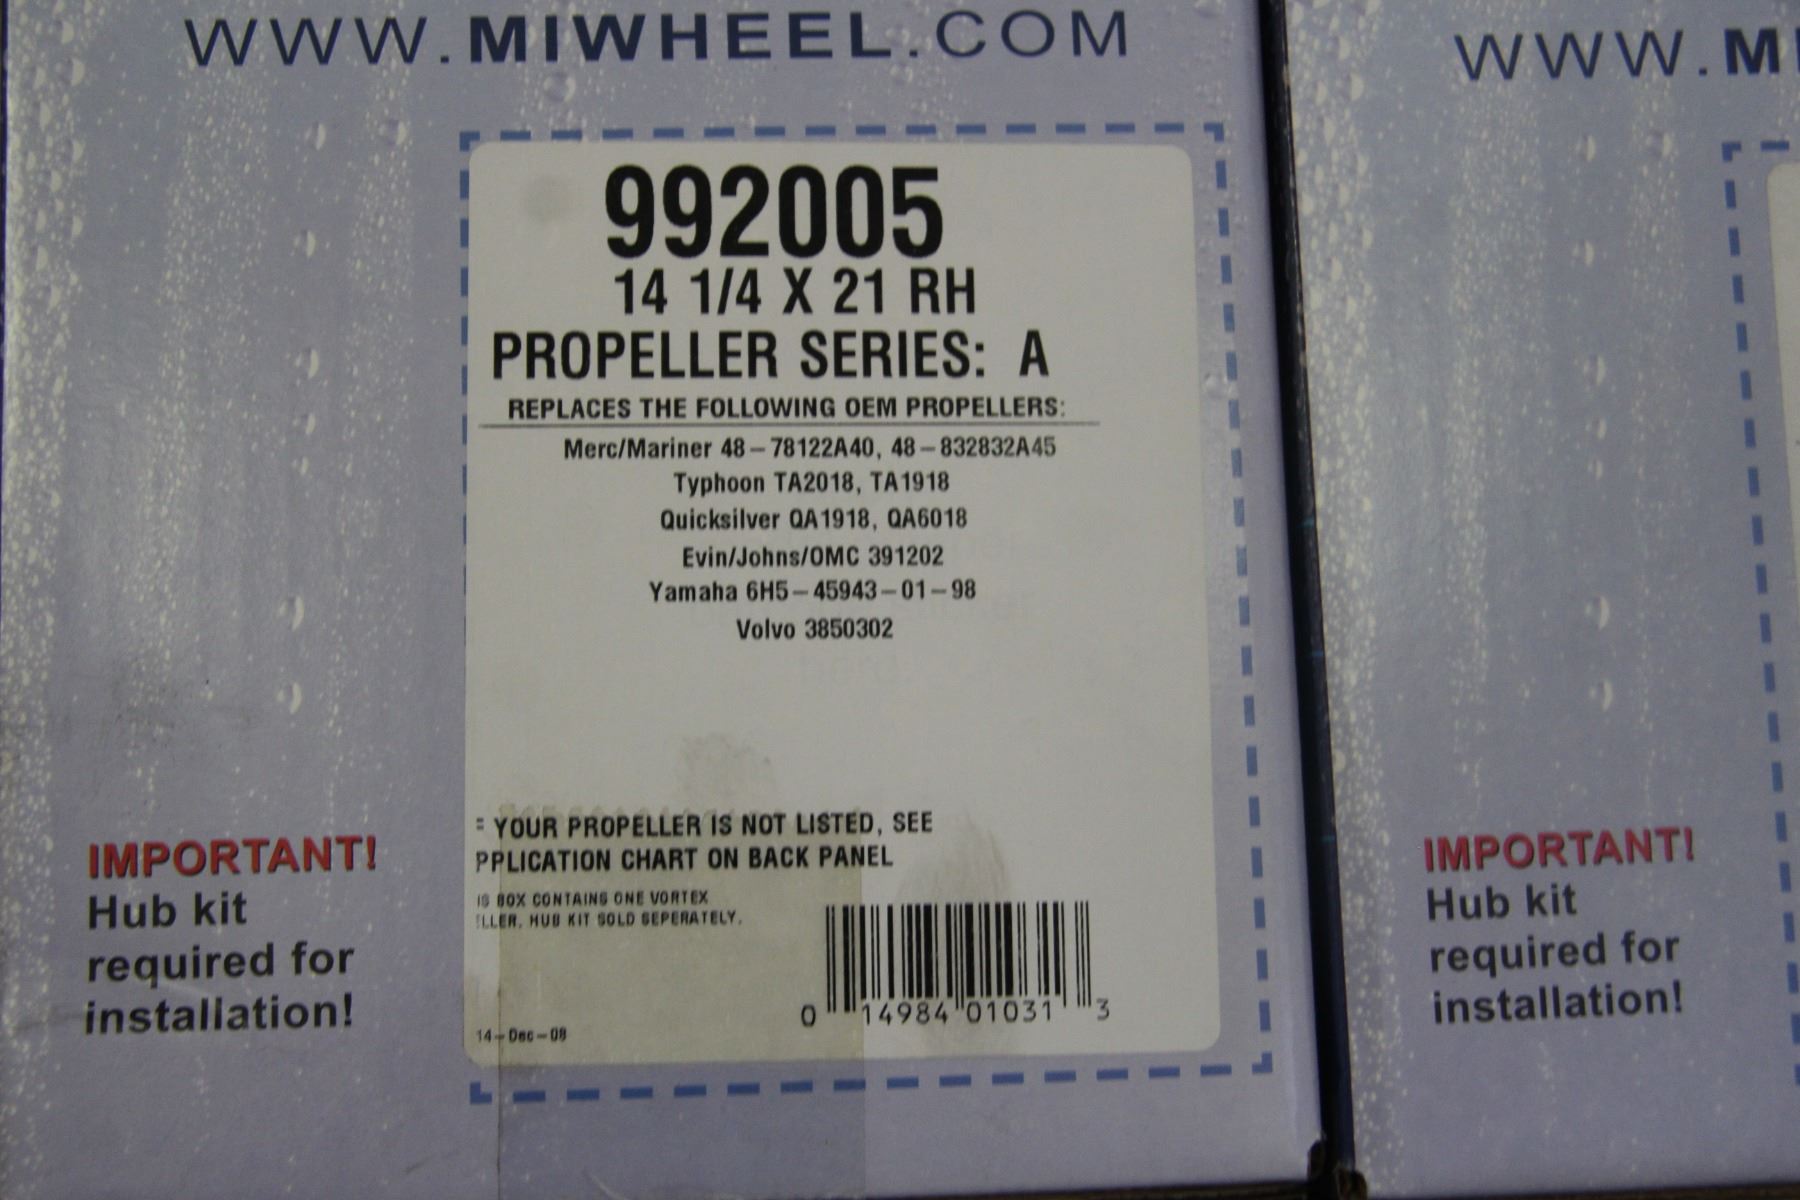 WWW.MIWHEEL.COM
992005
14 1/4 X 21 RH
PROPELLER SERIES: A
REPLACES THE FOLLOWING OEM PROPELLERS:
Merc/Mariner 48-78122A40, 48-832832A45
Typhoon TA2018, TA1918
Quicksilver QA1918, QA6018
Evin/Johns/OMC 391202
Yamaha 6H5-45943-01-98
Volvo 3850302
YOUR PROPELLER IS NOT LISTED, SEE
PPLICATION CHART ON BACK PANEL
IS BOX CONTAINS ONE VORTEX
LLER, HUB KIT SOLD SEPERATELY.
0 14984 01031 3
14-Dec-08
IMPORTANT!
Hub kit
required for
installation!
WWW.M
IMPORTANT!
Hub kit
required for
installation!